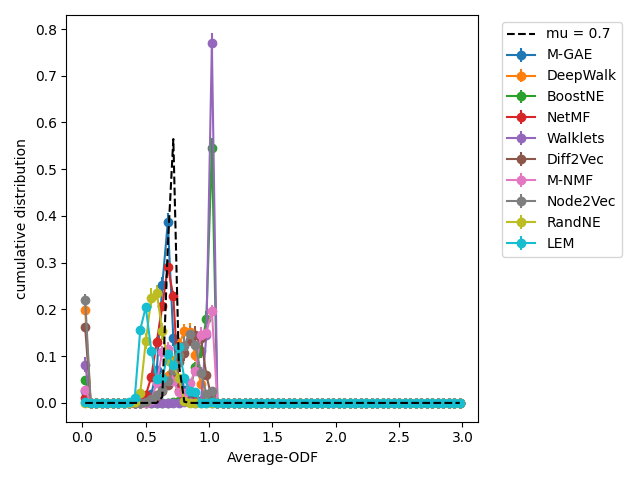 0.8
0.7
0.6
0.5
0.4
0.3
0.2
0.1
0.0
cumulative distribution
0.0 0.5 1.0 1.5 2.0 2.5 3.0
Average-ODF
mu = 0.7
M-GAE
DeepWalk
BoostNE
NetMF
Walklets
Diff2Vec
M-NMF
Node2Vec
RandNE
LEM